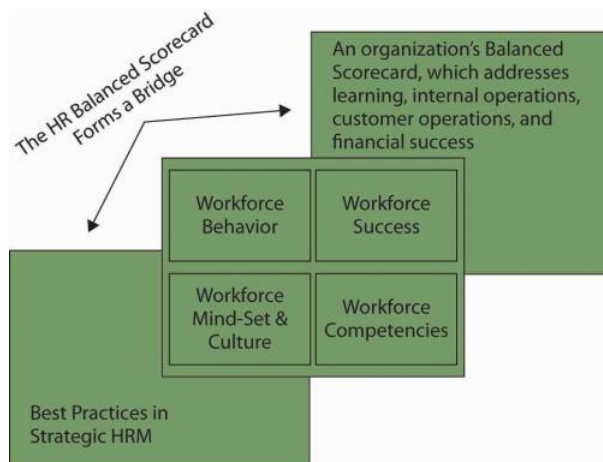 The HR Balanced Scorecard
Forms a Bridge
An organization's Balanced
Scorecard, which addresses
learning, internal operations,
customer operations, and
financial success
Workforce
Behavior
Workforce
Success
Workforce
Mind-Set &
Culture
Workforce
Competencies
Best Practices in
Strategic HRM